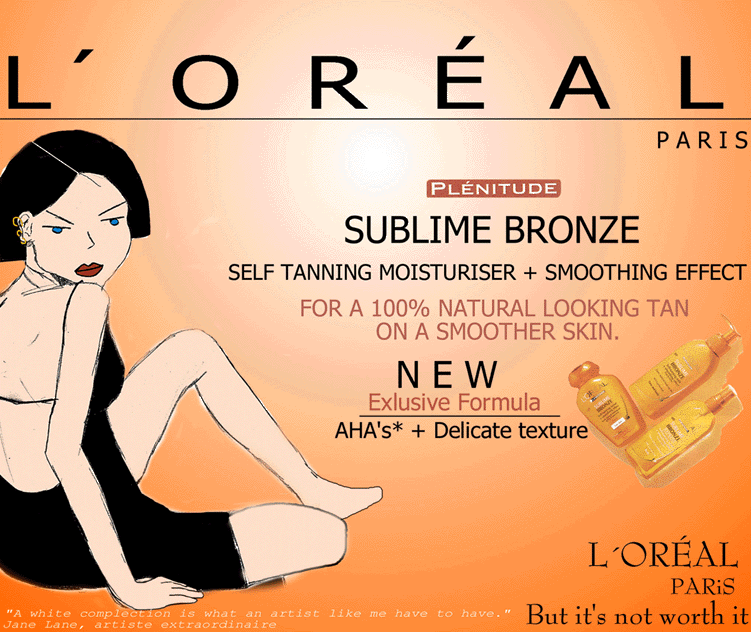 L´ORÉAL
PARIS
PLÉNITUDE
SUBLIME BRONZE
SELF TANNING MOISTURISER + SMOOTHING EFFECT
FOR A 100% NATURAL LOOKING TAN
ON A SMOOTHER SKIN.
NEW
Exlusive Formula
AHA's* + Delicate texture
L´ORÉAL
PARiS
But it's not worth it
"A white complection is what an artist like me have to have."
Jane Lane, artiste extraordinaire